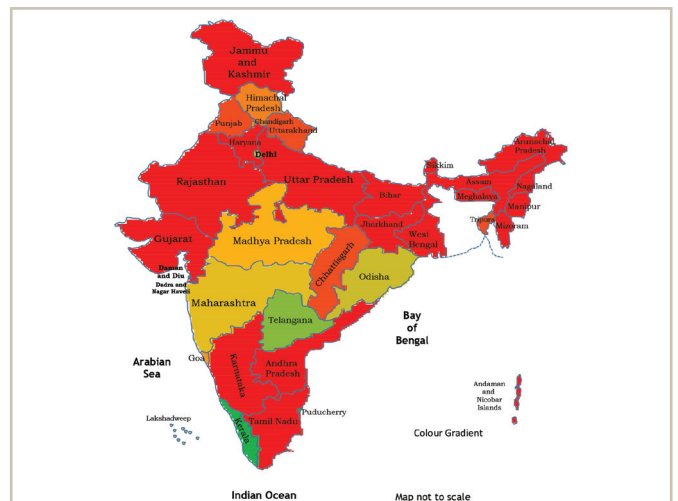 Jammu
and
Kashmir
Himachal
Pradesh
Chandigarh
Punjab
Uttarakhand
Haryana
Delhi
Arunachal
Pradesh
Sikkim
Assam
Nagaland
Meghalaya
Manipur
Tripura
Mizoram
Rajasthan
Uttar Pradesh
Bihar
Jharkhand
West
Bengal
Gujarat
Madhya Pradesh
Chhattisgarh
Odisha
Daman
and Diu
Dadra and
Nagar Haveli
Maharashtra
Telangana
Bay
of
Bengal
Arabian
Sea
Goa
Karnataka
Andhra
Pradesh
Andaman
and
Nicobar
Islands
Puducherry
Lakshadweep
Kerala
Tamil Nadu
Colour Gradient
Indian Ocean
Map not to scale